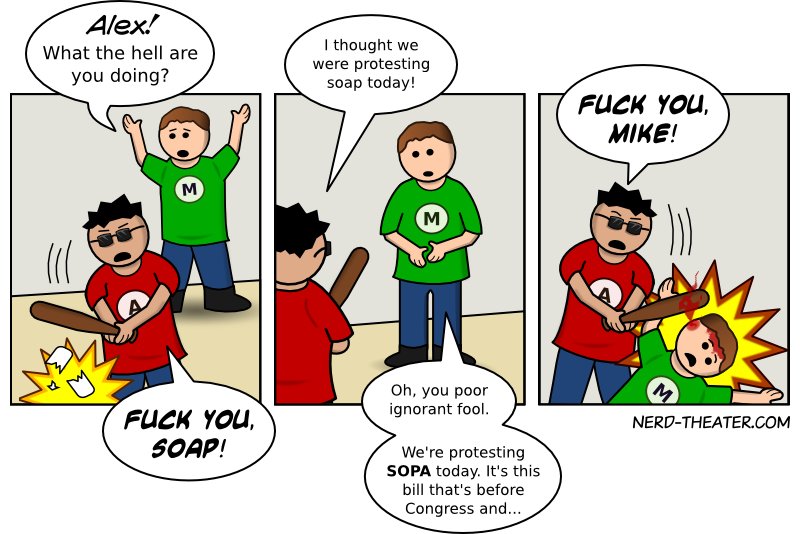 Alex!
What the hell are
you doing?
M
A
FUCK YOU,
SOAP!
I thought we
were protesting
soap today!
M
Oh, you poor
ignorant fool.
We're protesting
SOPA today. It's this
bill that's before
Congress and...
FUCK YOU,
MIKE!
A
M
NERD-THEATER.COM